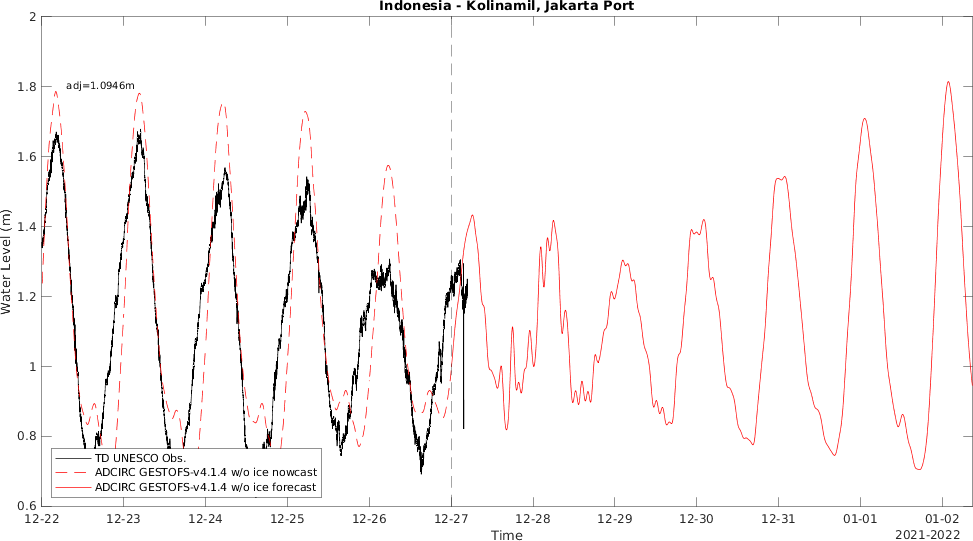 Indonesia - Kolinamil, Jakarta Port
2
1.8
1.6
1.4
1.2
1
0.8
0.6
Water Level (m)
adj=1.0946m
TD UNESCO Obs.
ADCIRC GESTOFS-v4.1.4 w/o ice nowcast
ADCIRC GESTOFS-v4.1.4 w/o ice forecast
12-22 12-23 12-24 12-25 12-26 12-27 12-28 12-29 12-30 12-31 01-01 01-02
Time
2021-2022